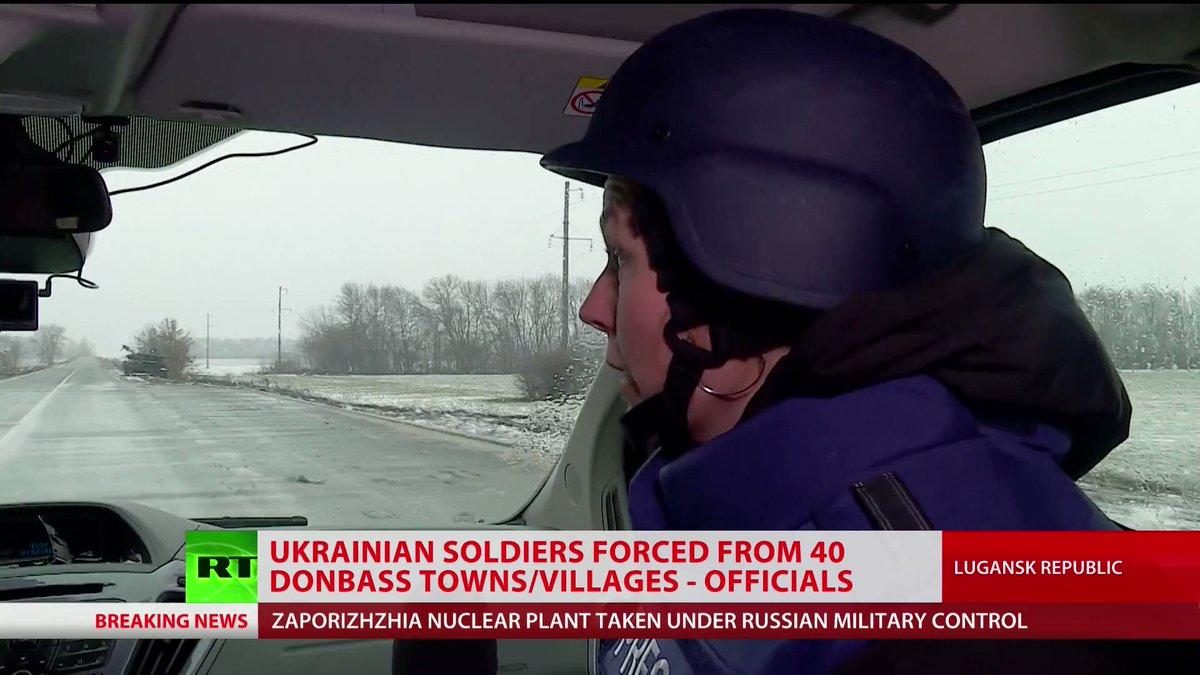 RT
UKRAINIAN SOLDIERS FORCED FROM 40
DONBASS TOWNS/VILLAGES - OFFICIALS
LUGANSK REPUBLIC
BREAKING NEWS
ZAPORIZHZHIA NUCLEAR PLANT TAKEN UNDER RUSSIAN MILITARY CONTROL